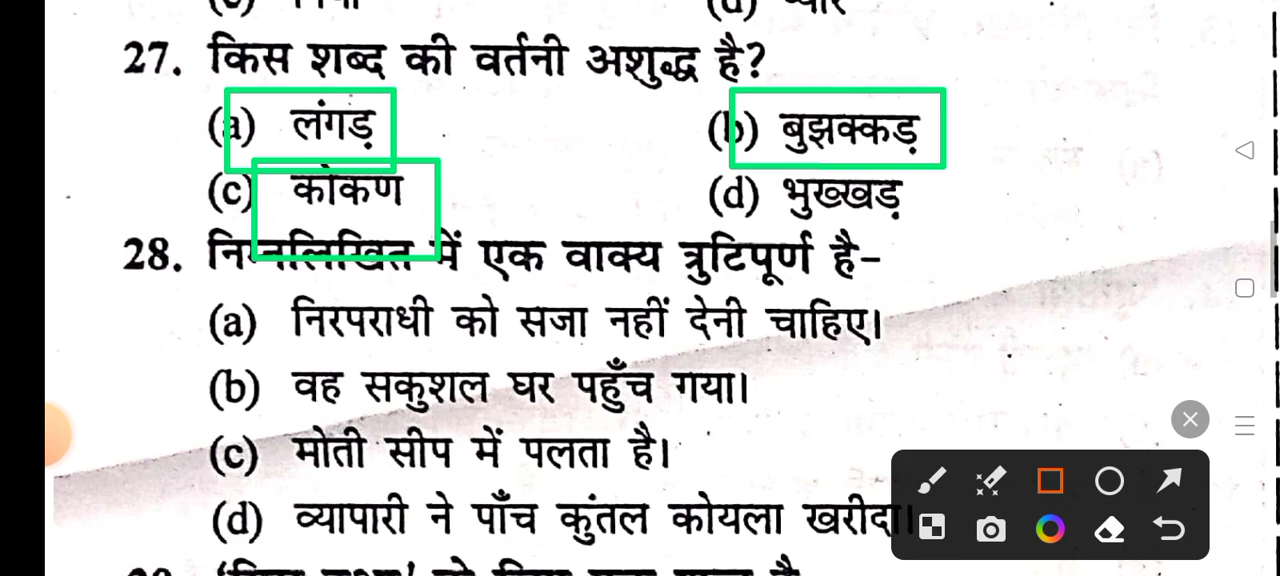 27. किस शब्द की वर्तनी अशुद्ध है?
(a) लंगड़ (b) बुझक्कड़
(c) कोकण (d) भुख्खड़
28. निम्नलिखित में एक वाक्य त्रुटिपूर्ण है-
(a) निरपराधी को सजा नहीं देनी चाहिए।
(b) वह सकुशल घर पहुँच गया।
(c) मोती सीप में पलता है।
(d) व्यापारी ने पाँच कुंतल कोयला खरीदा।